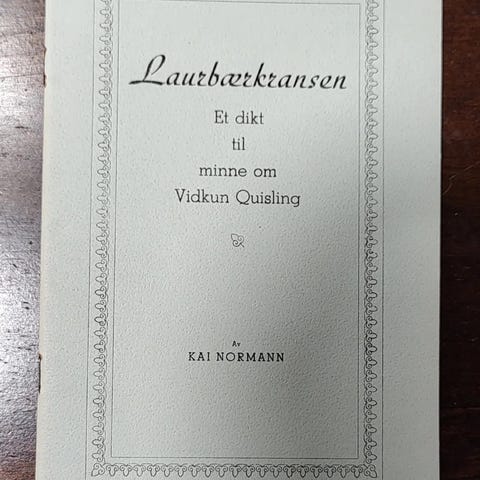 Laurbærkransen
Et dikt
til
minne om
Vidkun Quisling
Av
KAI NORMANN